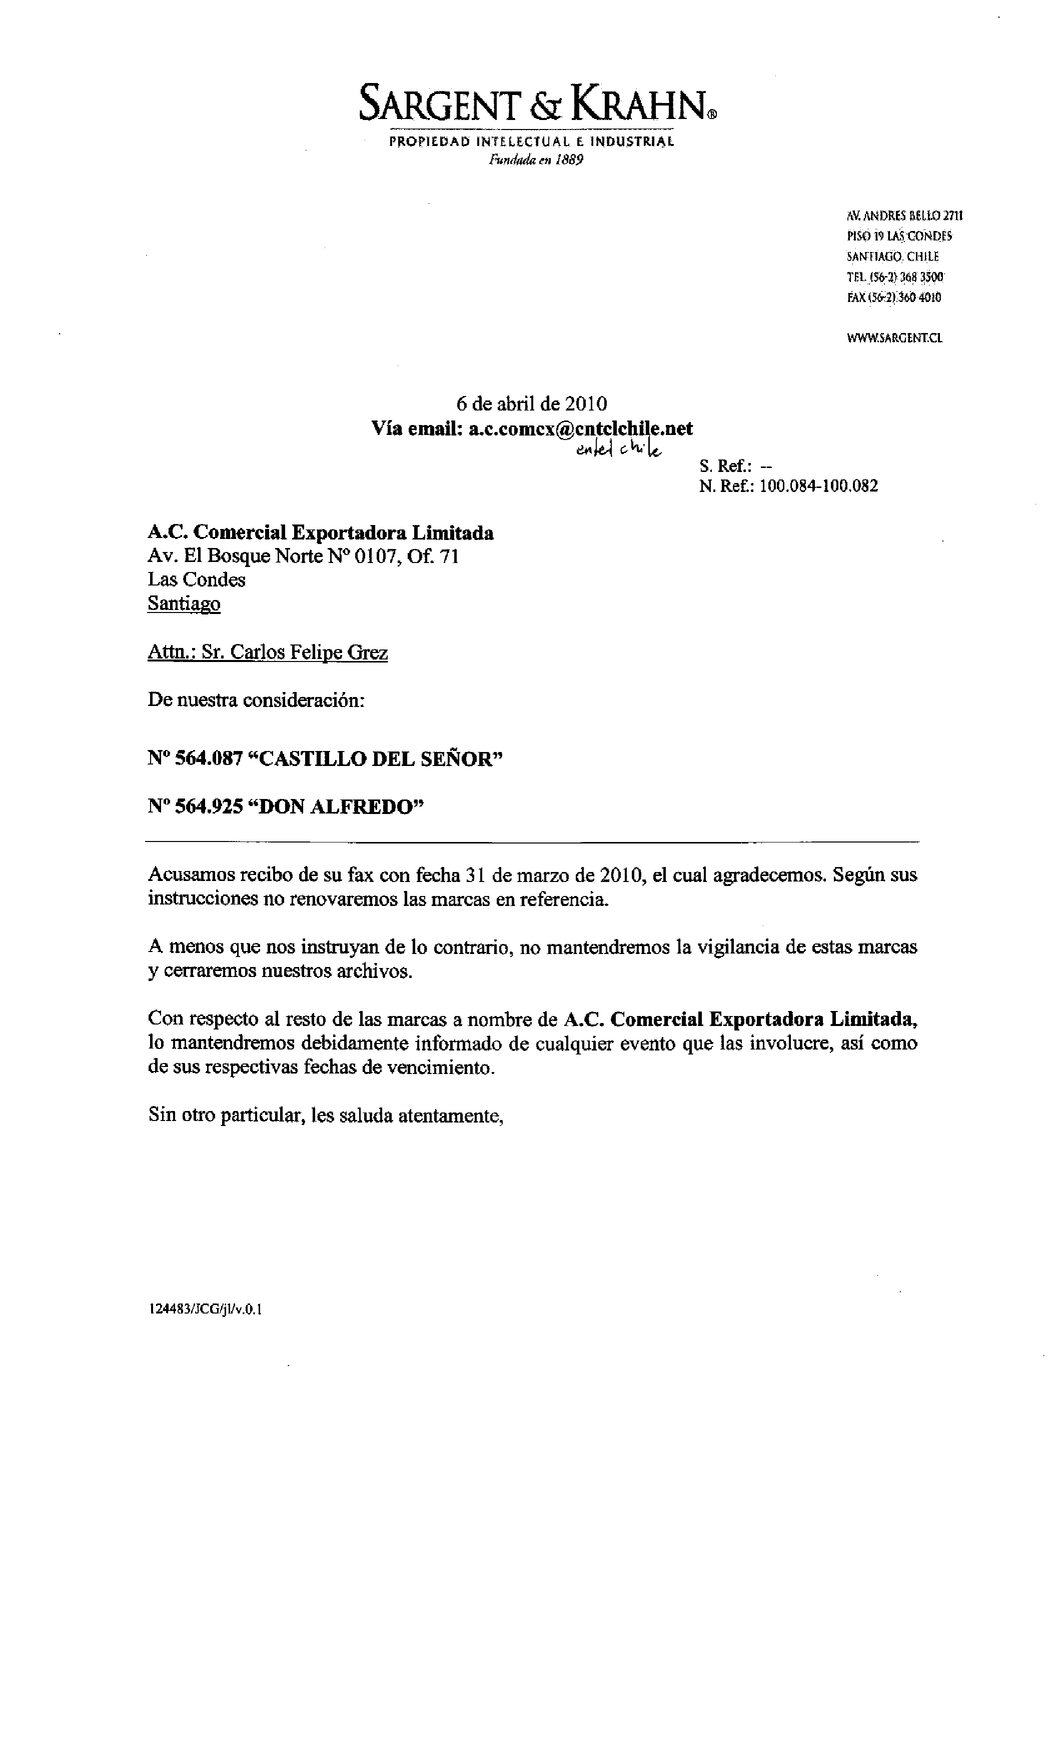 SARGENT & KRAHN®
PROPIEDAD INTELECTUAL E INDUSTRIAL
Fundada en 1889
AV. ANDRES BELLO 2711
PISO 19 LAS CONDES
SANTIAGO, CHILE
TEL. (56-2) 368 3500
FAX (56-2) 360 4010
WWW.SARGENT.CL
6 de abril de 2010
Vía email: a.c.comcx@cntclchile.net
entel chile
S. Ref.: --
N. Ref.: 100.084-100.082
A.C. Comercial Exportadora Limitada
Av. El Bosque Norte Nº 0107, Of. 71
Las Condes
Santiago
Attn.: Sr. Carlos Felipe Grez
De nuestra consideración:
Nº 564.087 “CASTILLO DEL SEÑOR”
Nº 564.925 “DON ALFREDO”
Acusamos recibo de su fax con fecha 31 de marzo de 2010, el cual agradecemos. Según sus
instrucciones no renovaremos las marcas en referencia.
A menos que nos instruyan de lo contrario, no mantendremos la vigilancia de estas marcas
y cerraremos nuestros archivos.
Con respecto al resto de las marcas a nombre de A.C. Comercial Exportadora Limitada,
lo mantendremos debidamente informado de cualquier evento que las involucre, así como
de sus respectivas fechas de vencimiento.
Sin otro particular, les saluda atentamente,
124483/JCG/jl/v.0.1